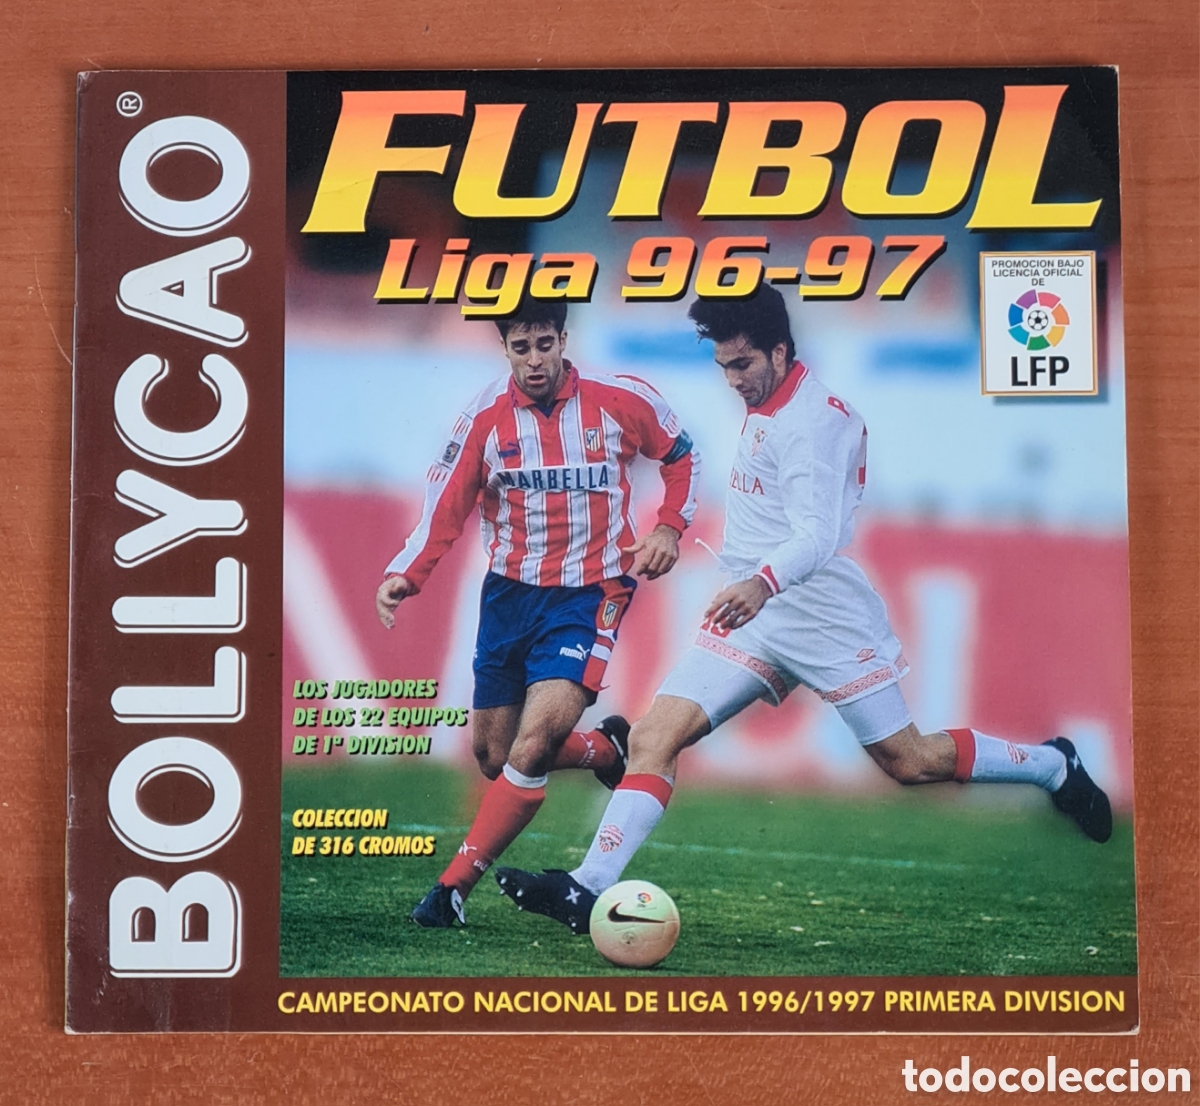 BOLLYCAO®
FUTBOL
Liga 96-97
PROMOCION BAJO
LICENCIA OFICIAL
DE
LFP
MARBELLA
LOS JUGADORES
DE LOS 22 EQUIPOS
DE 1ª DIVISION
COLECCION
DE 316 CROMOS
CAMPEONATO NACIONAL DE LIGA 1996/1997 PRIMERA DIVISION
todocoleccion